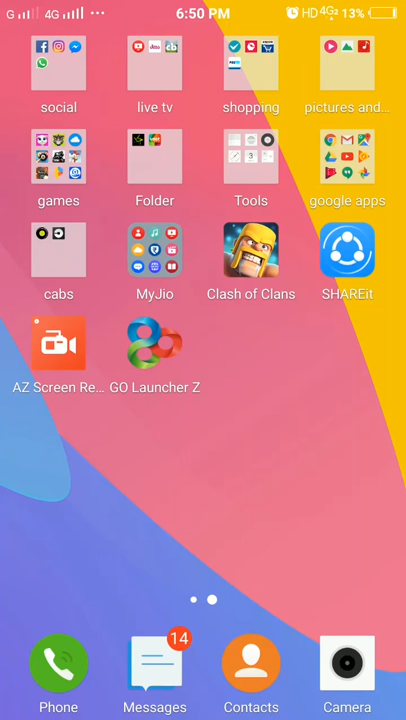 G 4G ... 6:50 PM HD 4G2 13%
social live tv shopping pictures and...
games Folder Tools google apps
cabs MyJio Clash of Clans SHAREit
AZ Screen Re... GO Launcher Z
14
Phone Messages Contacts Camera